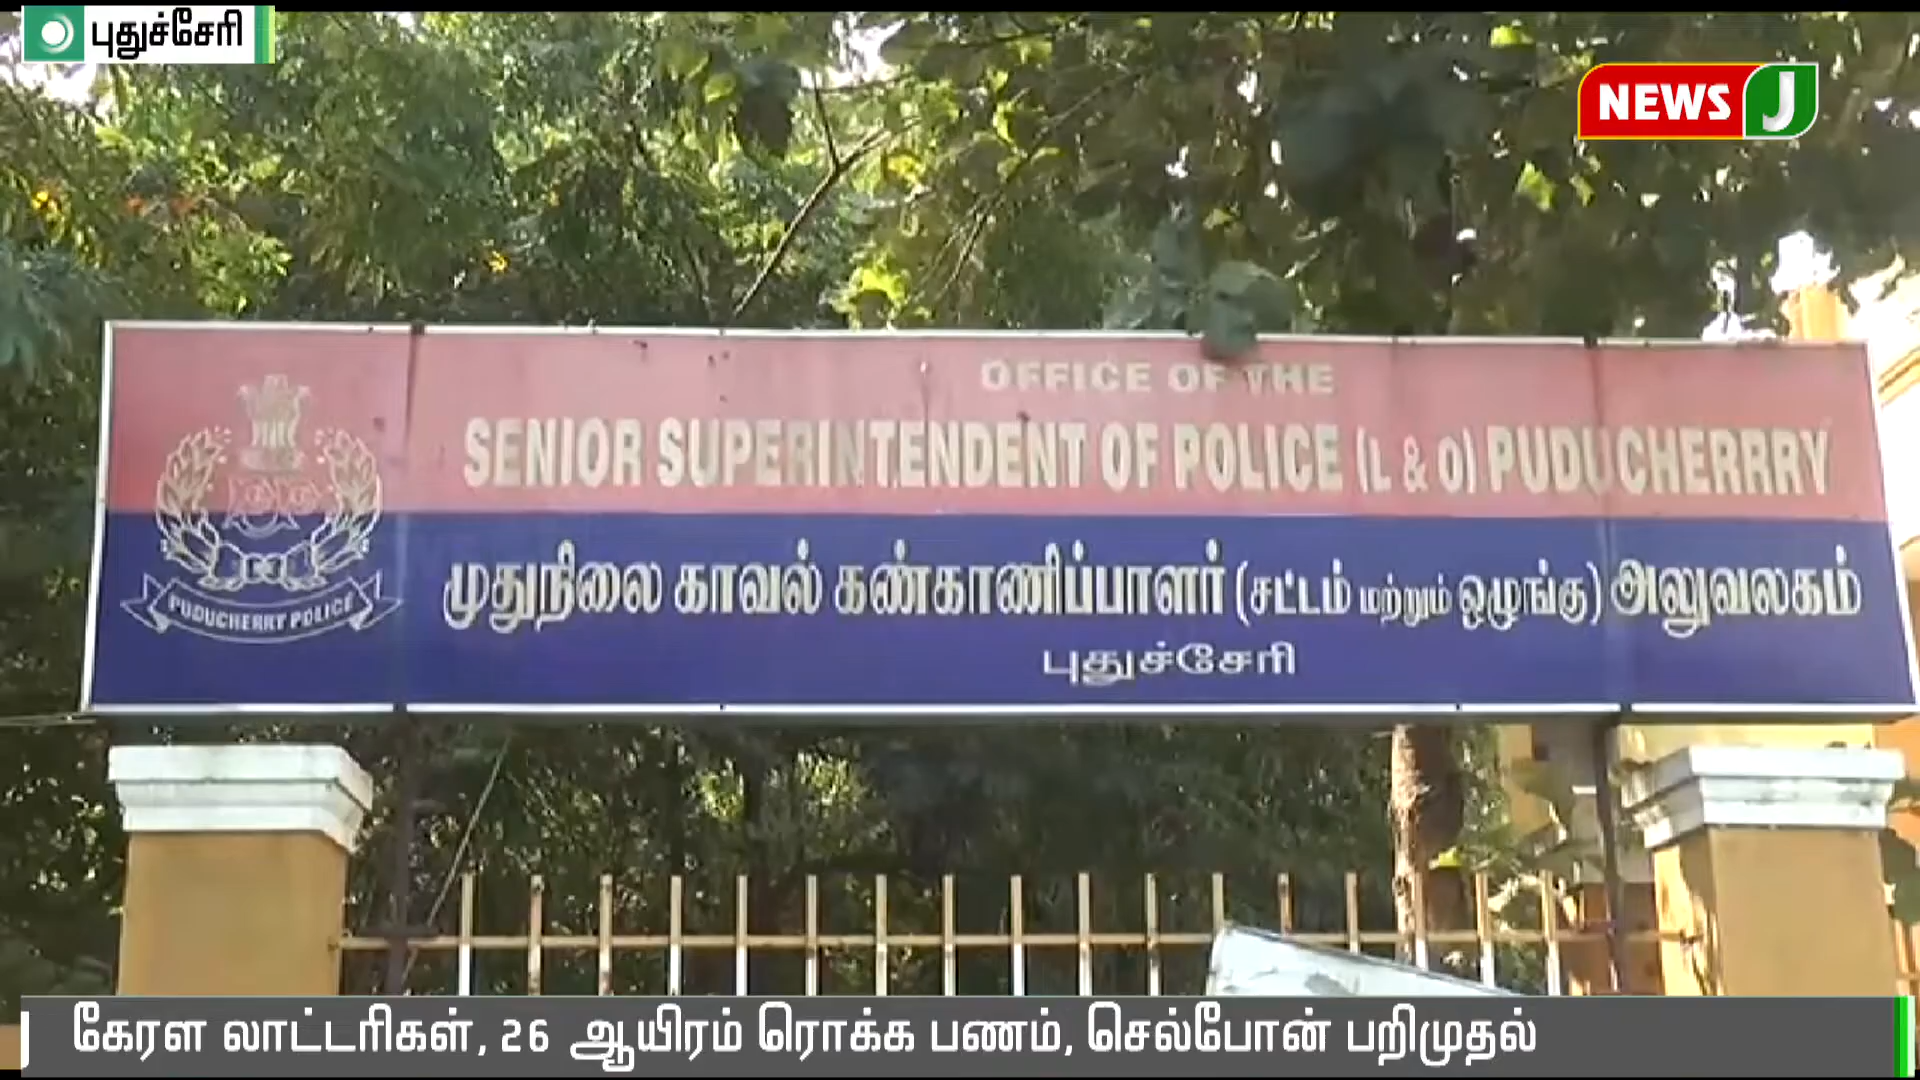 புதுச்சேரி
NEWS J
OFFICE OF THE
SENIOR SUPERINTENDENT OF POLICE (L & O) PUDUCHERRRY
முதுநிலை காவல் கண்காணிப்பாளர் (சட்டம் மற்றும் ஒழுங்கு) அலுவலகம்
புதுச்சேரி
PUDUCHERRY POLICE
கேரள லாட்டரிகள், 26 ஆயிரம் ரொக்க பணம், செல்போன் பறிமுதல்